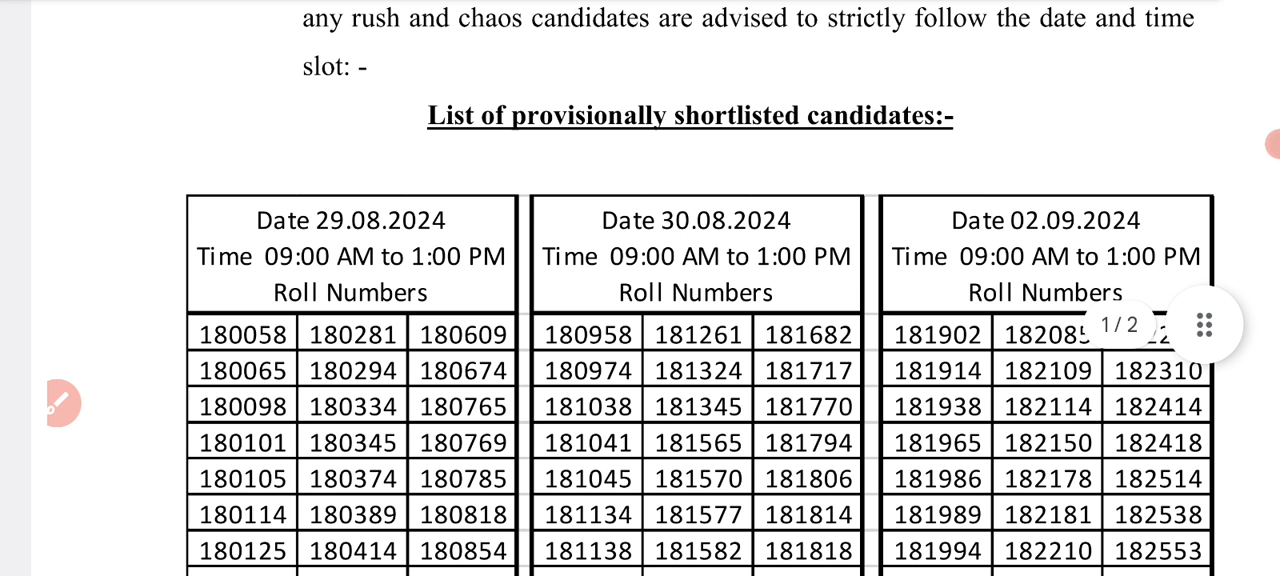 any rush and chaos candidates are advised to strictly follow the date and time
slot: -
List of provisionally shortlisted candidates:-
Date 29.08.2024 Date 30.08.2024 Date 02.09.2024
Time 09:00 AM to 1:00 PM Time 09:00 AM to 1:00 PM Time 09:00 AM to 1:00 PM
Roll Numbers Roll Numbers Roll Numbers
180058 180281 180609 180958 181261 181682 181902 182085 1/2
180065 180294 180674 180974 181324 181717 181914 182109 182310
180098 180334 180765 181038 181345 181770 181938 182114 182414
180101 180345 180769 181041 181565 181794 181965 182150 182418
180105 180374 180785 181045 181570 181806 181986 182178 182514
180114 180389 180818 181134 181577 181814 181989 182181 182538
180125 180414 180854 181138 181582 181818 181994 182210 182553